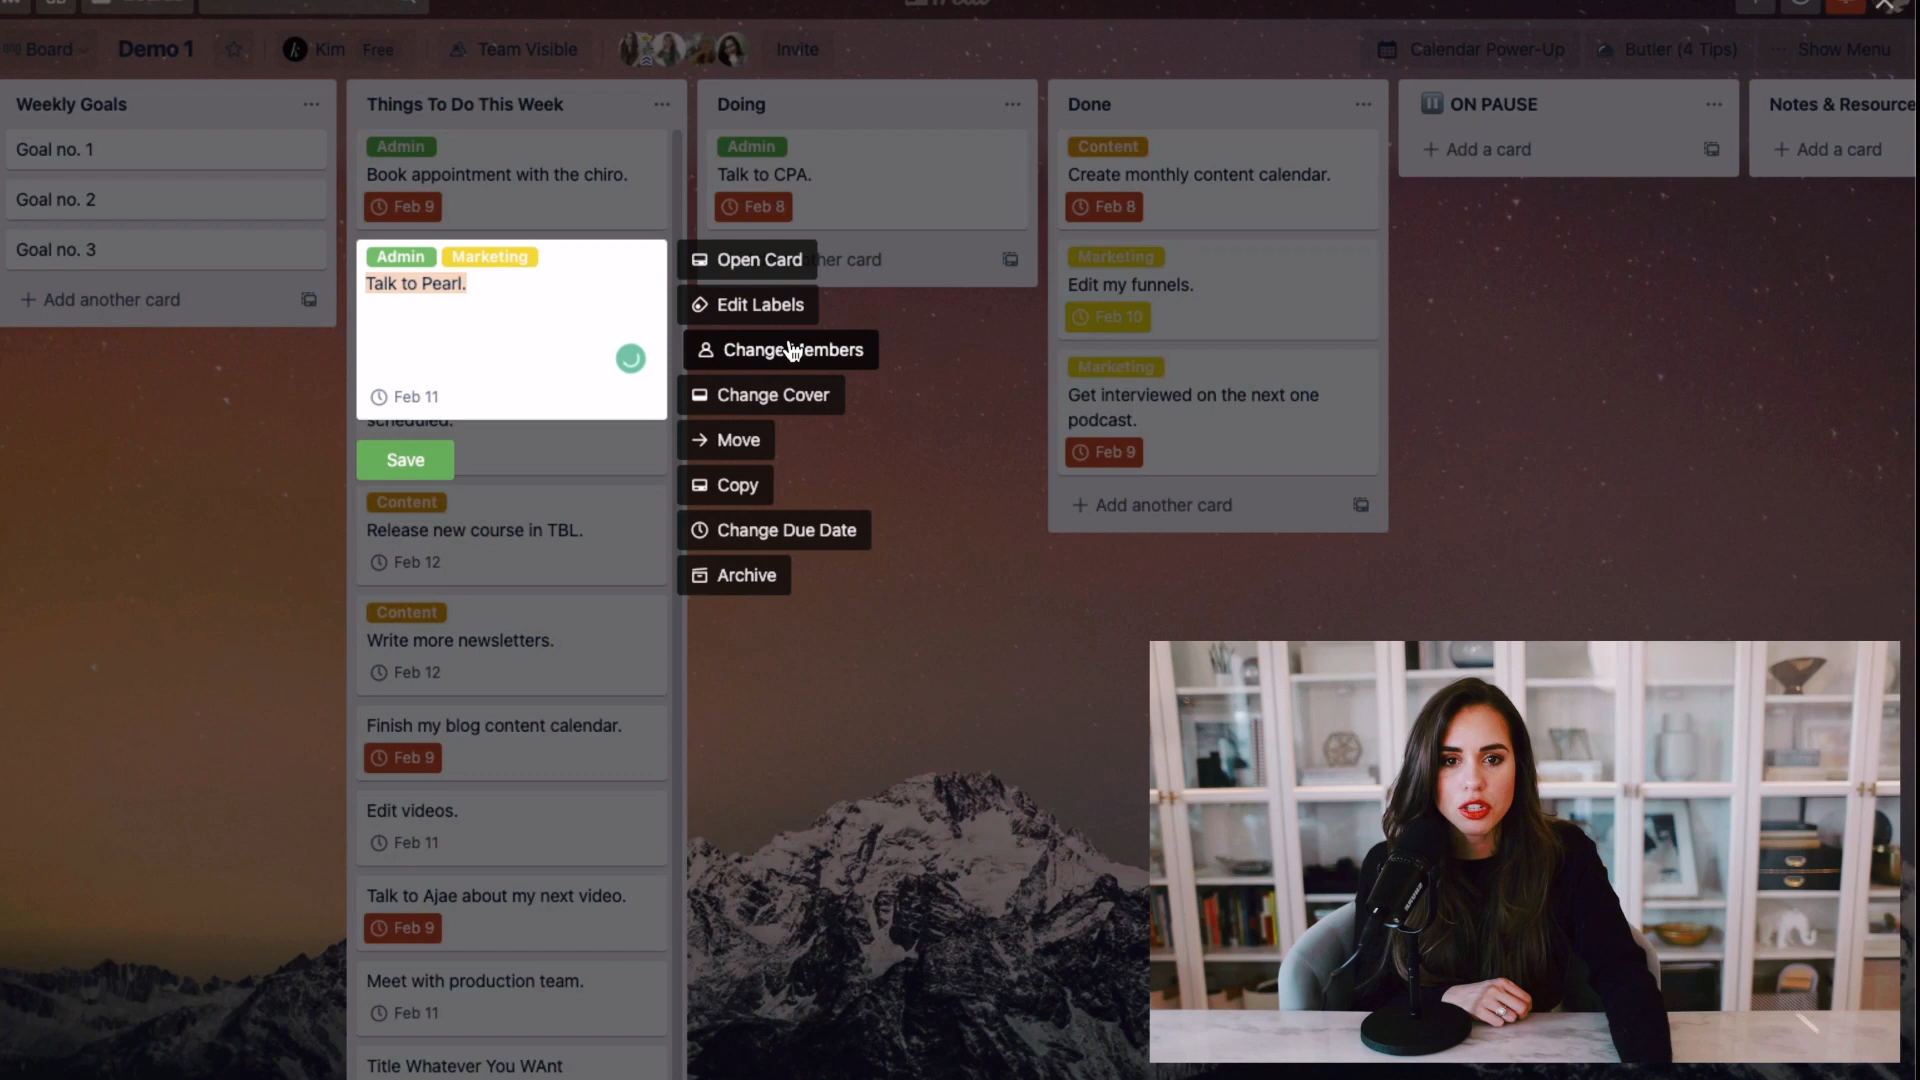 Board
Demo 1
Kim
Free
Team Visible
Invite
Calendar Power-Up
Butler (4 Tips)
Show Menu
Weekly Goals
Goal no. 1
Goal no. 2
Goal no. 3
Add another card
Things To Do This Week
Admin
Book appointment with the chiro.
Feb 9
Admin Marketing
Talk to Pearl.
Feb 11
scheduled.
Save
Content
Release new course in TBL.
Feb 12
Content
Write more newsletters.
Feb 12
Finish my blog content calendar.
Feb 9
Edit videos.
Feb 11
Talk to Ajae about my next video.
Feb 9
Meet with production team.
Feb 11
Title Whatever You WAnt
Open Card
Edit Labels
Change Members
Change Cover
Move
Copy
Change Due Date
Archive
Doing
Admin
Talk to CPA.
Feb 8
her card
Done
Content
Create monthly content calendar.
Feb 8
Marketing
Edit my funnels.
Feb 10
Marketing
Get interviewed on the next one
podcast.
Feb 9
Add another card
ON PAUSE
Add a card
Notes & Resource
Add a card